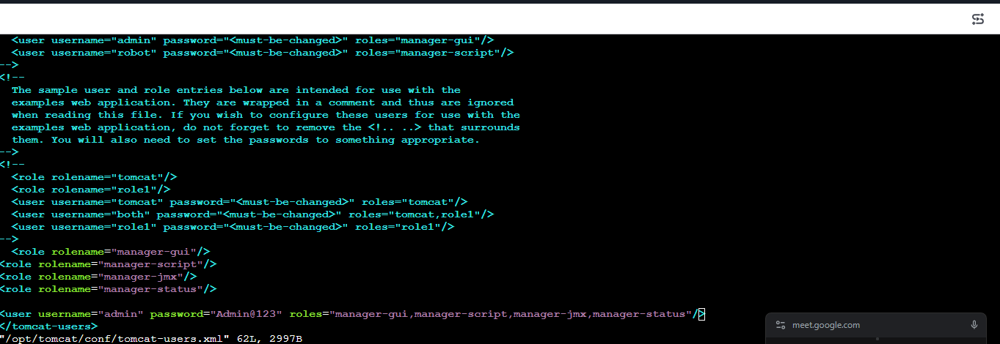 <user username="admin" password="<must-be-changed>" roles="manager-gui"/>
<user username="robot" password="<must-be-changed>" roles="manager-script"/>
-->
<!--
The sample user and role entries below are intended for use with the
examples web application. They are wrapped in a comment and thus are ignored
when reading this file. If you wish to configure these users for use with the
examples web application, do not forget to remove the <!.. ..> that surrounds
them. You will also need to set the passwords to something appropriate.
-->
<!--
<role rolename="tomcat"/>
<role rolename="role1"/>
<user username="tomcat" password="<must-be-changed>" roles="tomcat"/>
<user username="both" password="<must-be-changed>" roles="tomcat,role1"/>
<user username="role1" password="<must-be-changed>" roles="role1"/>
-->
<role rolename="manager-gui"/>
<role rolename="manager-script"/>
<role rolename="manager-jmx"/>
<role rolename="manager-status"/>
<user username="admin" password="Admin@123" roles="manager-gui,manager-script,manager-jmx,manager-status"/>
</tomcat-users>
"/opt/tomcat/conf/tomcat-users.xml" 62L, 2997B
meet.google.com